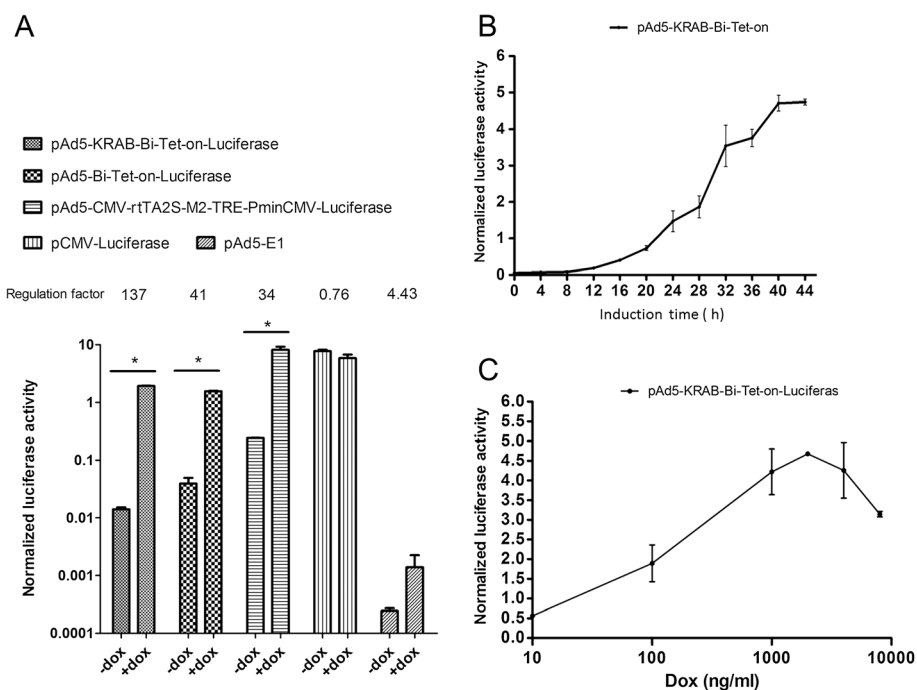 A
pAd5-KRAB-Bi-Tet-on-Luciferase
pAd5-Bi-Tet-on-Luciferase
pAd5-CMV-rtTA2S-M2-TRE-PminCMV-Luciferase
pCMV-Luciferase pAd5-E1
Regulation factor 137 41 34 0.76 4.43
Normalized luciferase activity
10
1
0.1
0.01
0.001
0.0001
* * *
-dox +dox -dox +dox -dox +dox -dox +dox -dox +dox
B
pAd5-KRAB-Bi-Tet-on
Normalized luciferase activity
6
5
4
3
2
1
0
0 4 8 12 16 20 24 28 32 36 40 44
Induction time ( h)
C
pAd5-KRAB-Bi-Tet-on-Luciferas
Normalized luciferase activity
6.0
5.5
5.0
4.5
4.0
3.5
3.0
2.5
2.0
1.5
1.0
0.5
0.0
10 100 1000 10000
Dox (ng/ml)